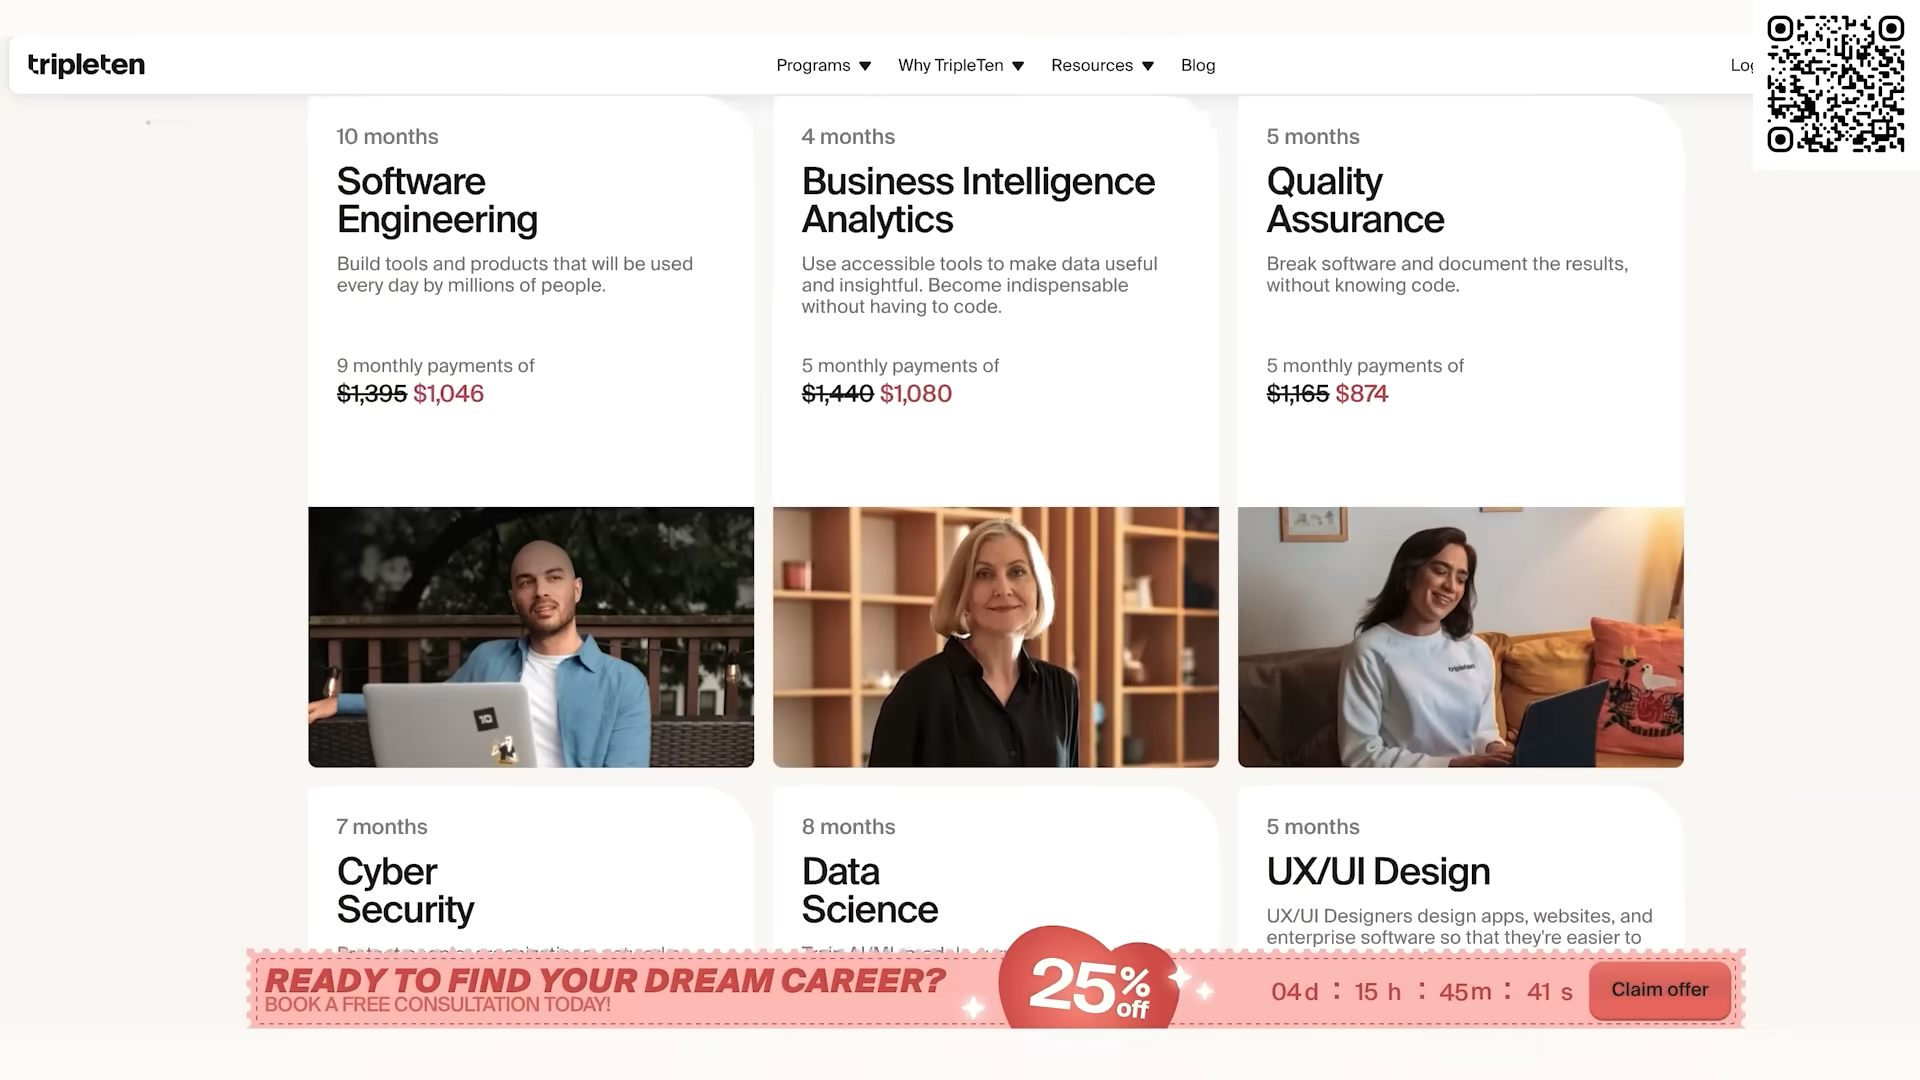 tripleten
Programs
Why TripleTen
Resources
Blog
10 months
Software
Engineering
Build tools and products that will be used
every day by millions of people.
9 monthly payments of
$1,395 $1,046
4 months
Business Intelligence
Analytics
Use accessible tools to make data useful
and insightful. Become indispensable
without having to code.
5 monthly payments of
$1,440 $1,080
5 months
Quality
Assurance
Break software and document the results,
without knowing code.
5 monthly payments of
$1,165 $874
tripleten
7 months
Cyber
Security
8 months
Data
Science
5 months
UX/UI Design
UX/UI Designers design apps, websites, and
enterprise software so that they're easier to
READY TO FIND YOUR DREAM CAREER?
BOOK A FREE CONSULTATION TODAY!
25% off
04d : 15 h : 45m : 41 s
Claim offer